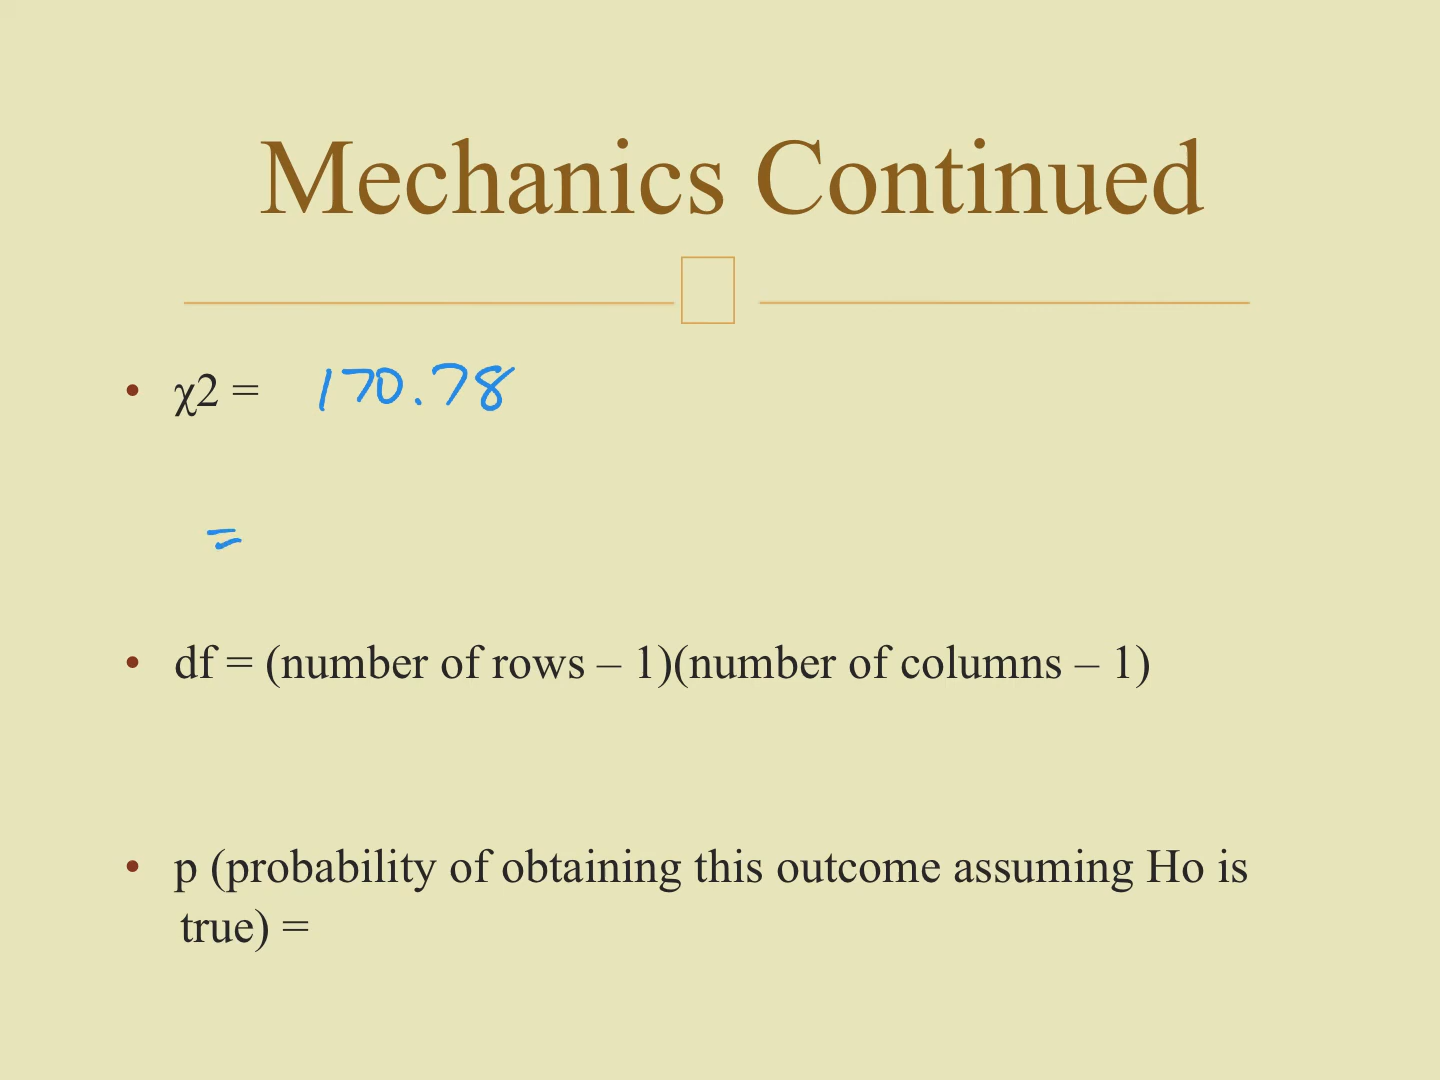 Mechanics Continued
• χ2 = 170.78
=
• df = (number of rows – 1)(number of columns – 1)
• p (probability of obtaining this outcome assuming Ho is
true) =